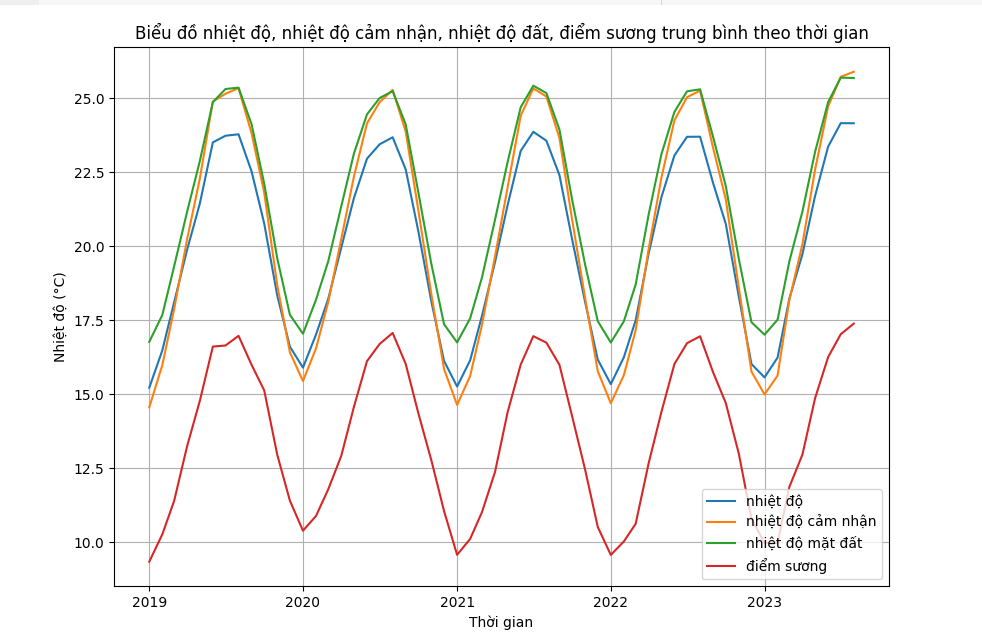 Biểu đồ nhiệt độ, nhiệt độ cảm nhận, nhiệt độ đất, điểm sương trung bình theo thời gian
Nhiệt độ (°C)
25.0
22.5
20.0
17.5
15.0
12.5
10.0
nhiệt độ
nhiệt độ cảm nhận
nhiệt độ mặt đất
điểm sương
2019
2020
2021
2022
2023
Thời gian